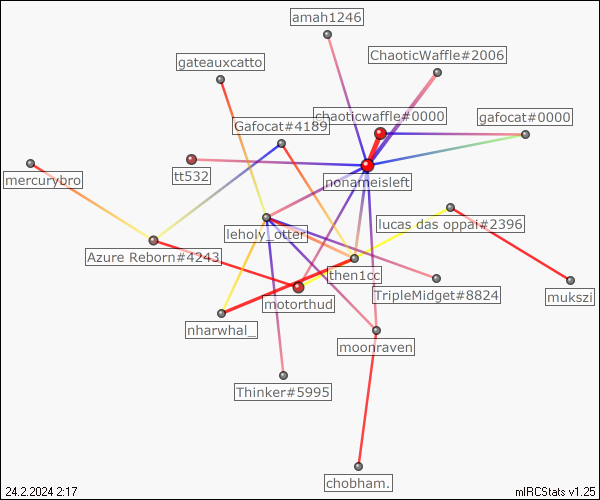 amah1246
ChaoticWaffle#2006
gateauxcatto
chaoticwaffle#0000
gafocat#0000
Gafocat#4189
tt532
mercurybro
nonameisleft
lucas das oppai#2396
leholy_otter
Azure Reborn#4243
then1cc
TripleMidget#8824
mukszi
motorthud
nharwhal_
moonraven
Thinker#5995
chobham.
24.2.2024 2:17
mIRCStats v1.25